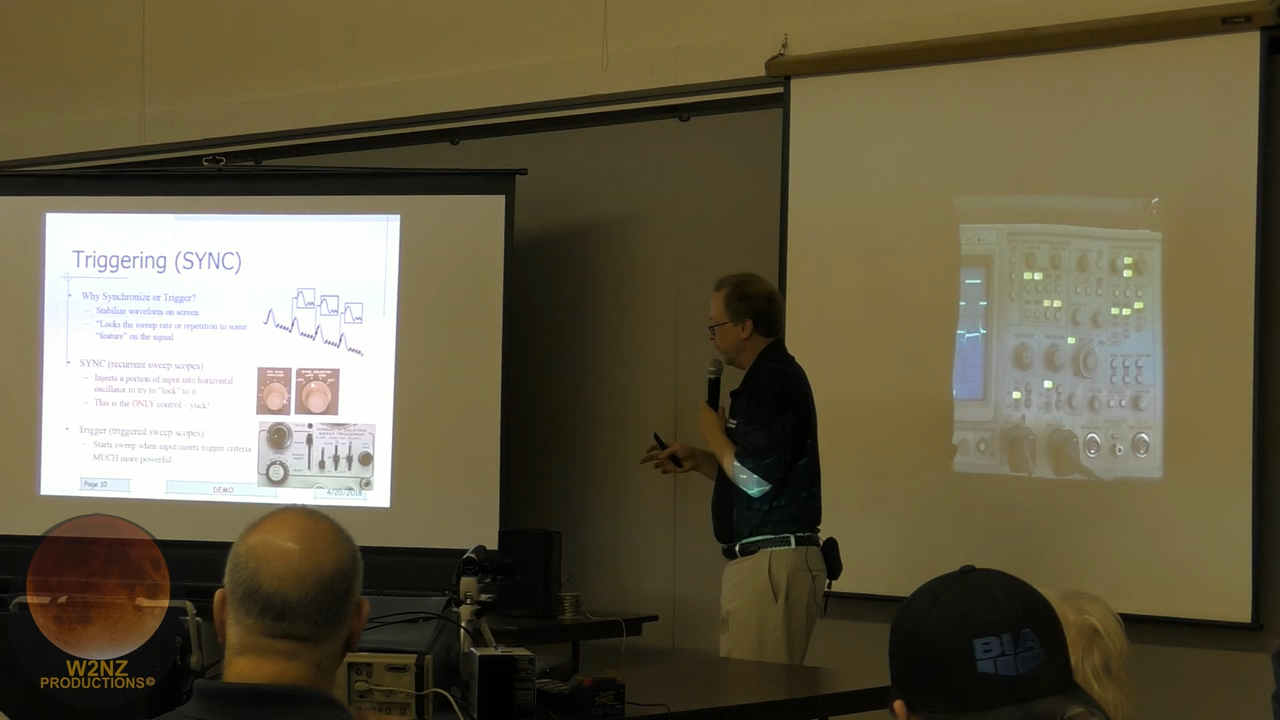 Triggering (SYNC)
Why Synchronize or Trigger?
– Stabilize waveform on screen
– "Locks the sweep rate or repetition to some
"feature" on the signal
SYNC (recurrent sweep scopes)
– Injects a portion of input into horizontal
oscillator to try to "lock" to it
– This is the ONLY control – yuck!
Trigger (triggered sweep scopes)
– Starts sweep when input meets trigger criteria
– MUCH more powerful
Page 10
DEMO
4/20/2018
W2NZ
PRODUCTIONS©